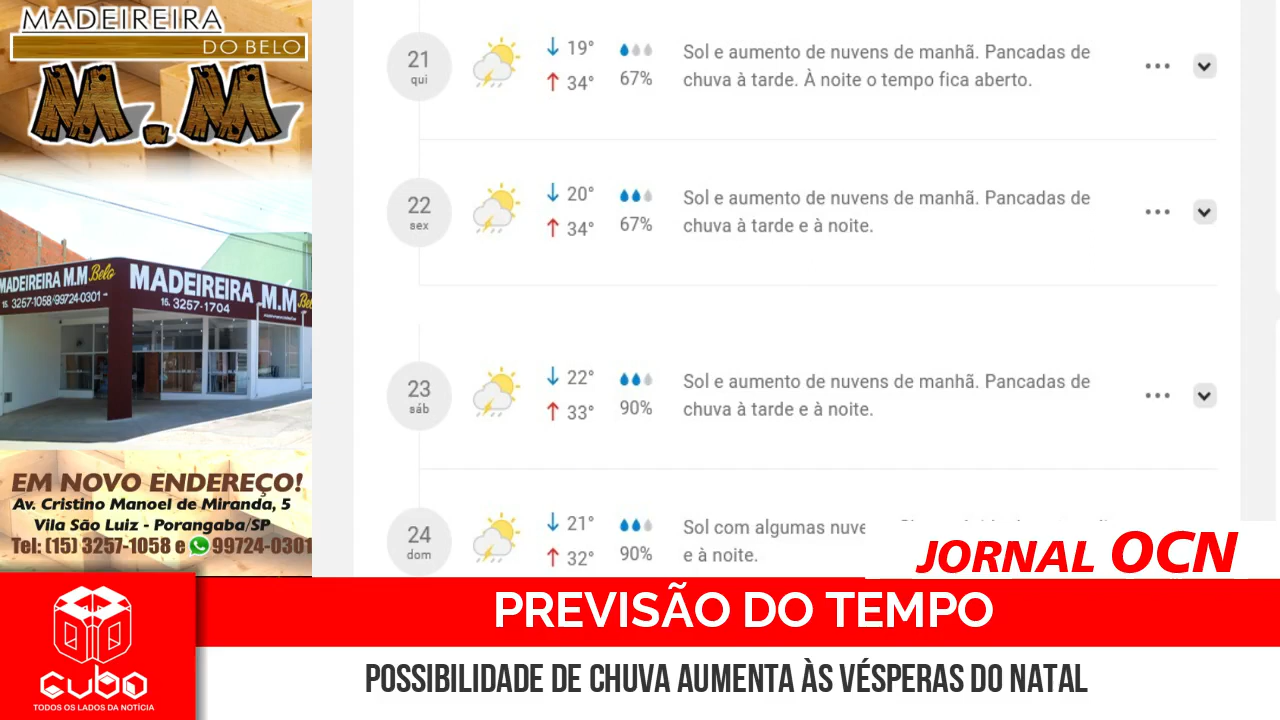 MADEIREIRA
DO BELO
M.M
MADEIREIRA M.M Belo
15. 3257-1058/99724-0301
MADEIREIRA M.M
15. 3257-1704
EM NOVO ENDEREÇO!
Av. Cristino Manoel de Miranda, 5
Vila São Luiz - Porangaba/SP
Tel: (15) 3257-1058 e 99724-0301
21
qui
19°
34°
67%
Sol e aumento de nuvens de manhã. Pancadas de
chuva à tarde. À noite o tempo fica aberto.
22
sex
20°
34°
67%
Sol e aumento de nuvens de manhã. Pancadas de
chuva à tarde e à noite.
23
sáb
22°
33°
90%
Sol e aumento de nuvens de manhã. Pancadas de
chuva à tarde e à noite.
24
dom
21°
32°
90%
Sol com algumas nuve
e à noite.
JORNAL OCN
PREVISÃO DO TEMPO
POSSIBILIDADE DE CHUVA AUMENTA ÀS VÉSPERAS DO NATAL
Cubo
TODOS OS LADOS DA NOTÍCIA